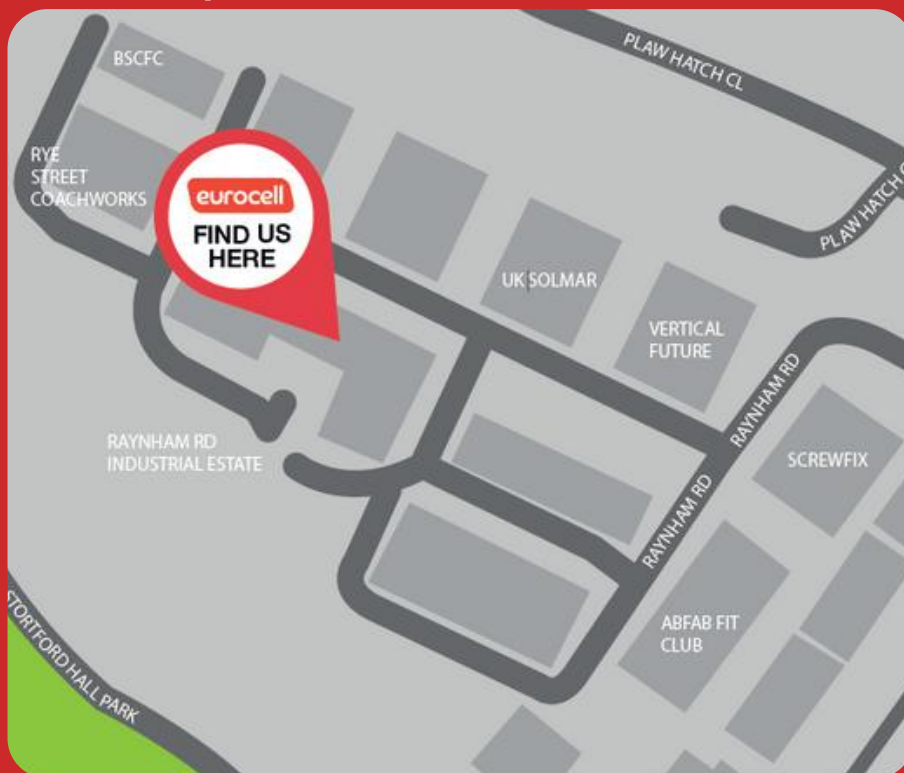 PLAW HATCH CL
BSCFC
RYE
STREET
COACHWORKS
eurocell
FIND US
HERE
PLAW HATCH C
UK SOLMAR
VERTICAL
FUTURE
RAYNHAM RD
SCREWFIX
RAYNHAM RD
INDUSTRIAL ESTATE
RAYNHAM RD
ABFAB FIT
CLUB
STORTFORD HALL PARK